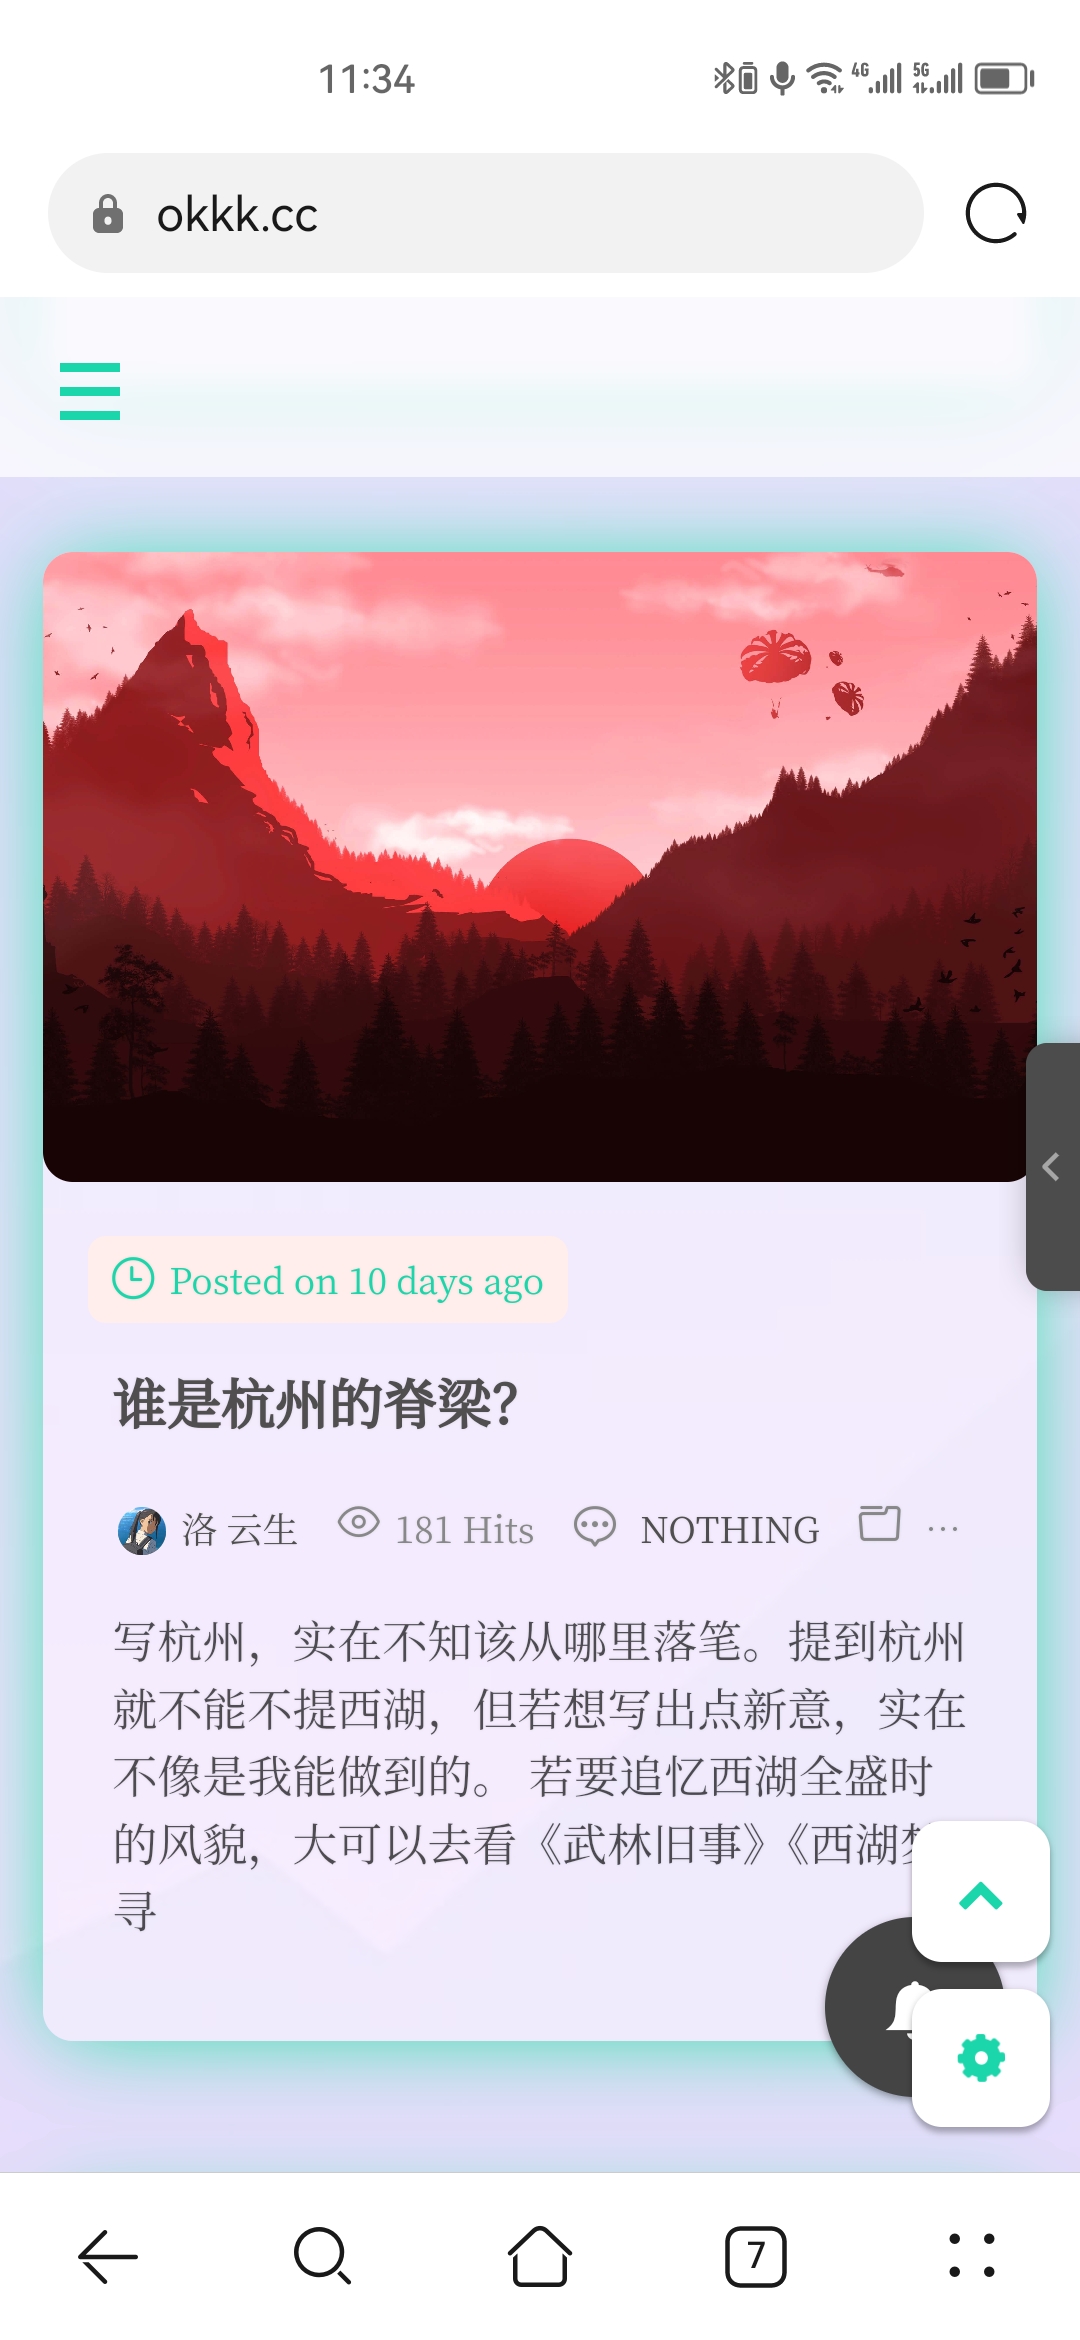 11:34
4G
5G
okkk.cc
Posted on 10 days ago
谁是杭州的脊梁？
洛 云生 181 Hits NOTHING ...
写杭州，实在不知该从哪里落笔。提到杭州
就不能不提西湖，但若想写出点新意，实在
不像是我能做到的。 若要追忆西湖全盛时
的风貌，大可以去看《武林旧事》《西湖
寻
7